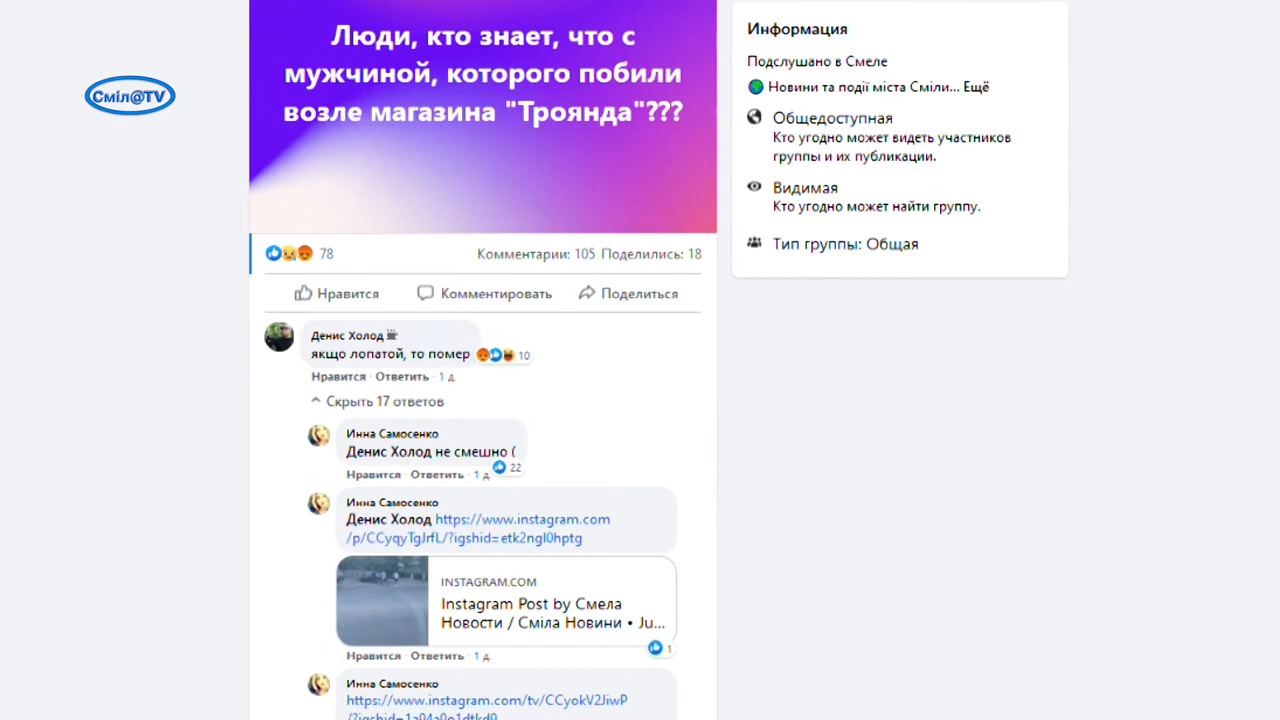 Люди, кто знает, что с
мужчиной, которого побили
возле магазина "Троянда"???
Сміл@TV
Информация
Подслушано в Смеле
Новини та події міста Сміли... Ещё
Общедоступная
Кто угодно может видеть участников
группы и их публикации.
Видимая
Кто угодно может найти группу.
Тип группы: Общая
78
Комментарии: 105 Поделились: 18
Нравится Комментировать Поделиться
Денис Холод
якщо лопатой, то помер
10
Нравится · Ответить · 1 д.
Скрыть 17 ответов
Инна Самосенко
Денис Холод не смешно (
22
Нравится · Ответить · 1 д.
Инна Самосенко
Денис Холод https://www.instagram.com
/p/CCyqyTgJrfL/?igshid=etk2ngl0hptg
INSTAGRAM.COM
Instagram Post by Смела
Новости / Сміла Новини • Ju...
1
Нравится · Ответить · 1 д.
Инна Самосенко
https://www.instagram.com/tv/CCyokV2JiwP